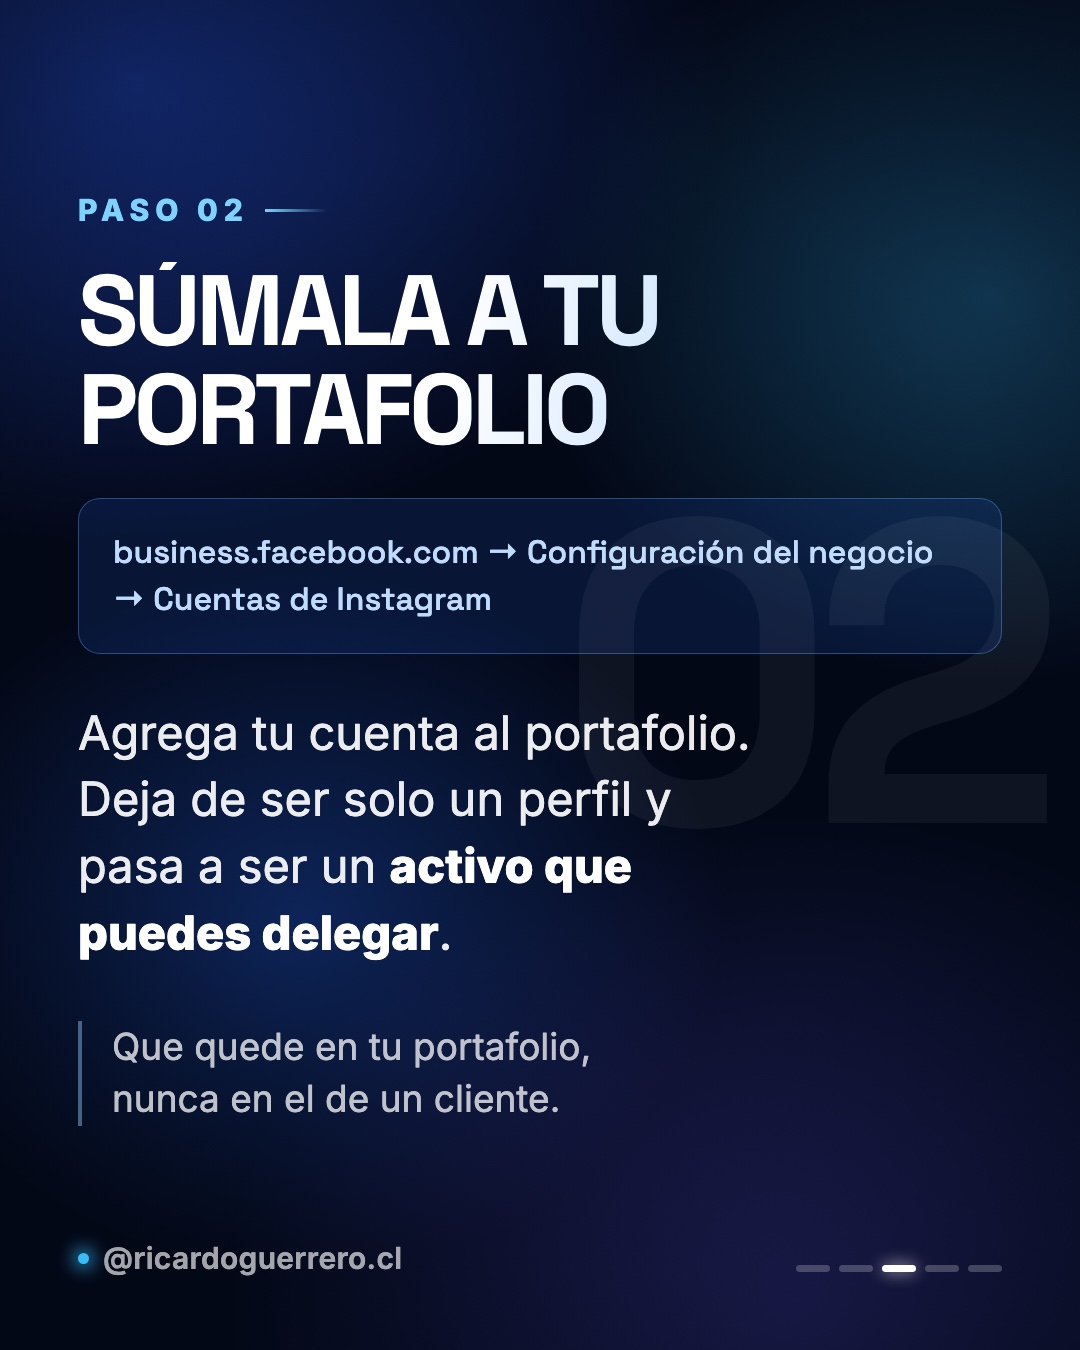 PASO 02
SÚMALA A TU
PORTAFOLIO
business.facebook.com → Configuración del negocio
→ Cuentas de Instagram
02
Agrega tu cuenta al portafolio.
Deja de ser solo un perfil y
pasa a ser un activo que
puedes delegar.
Que quede en tu portafolio,
nunca en el de un cliente.
@ricardoguerrero.cl